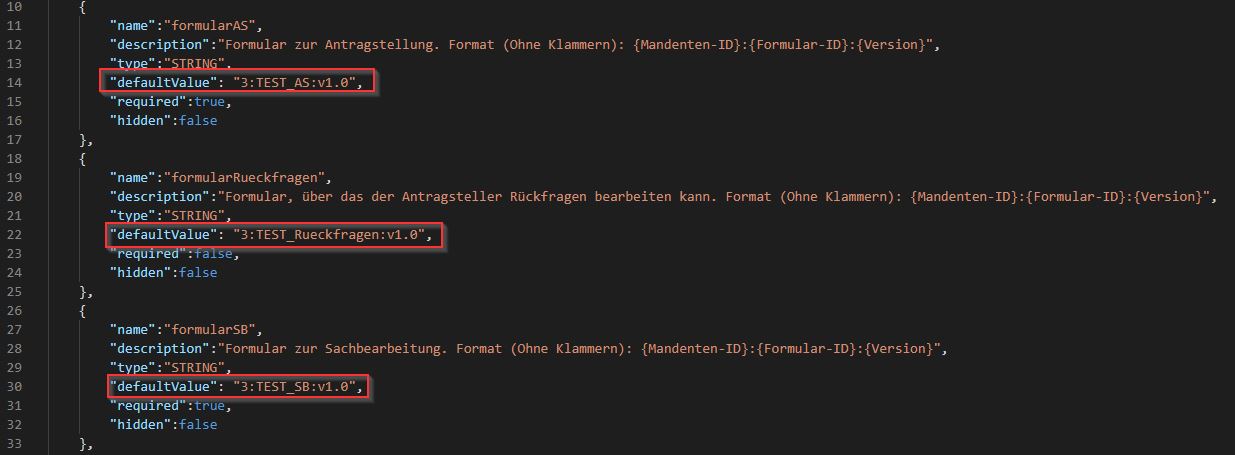 10 {
11 "name":"formularAS",
12 "description":"Formular zur Antragstellung. Format (Ohne Klammern): {Mandenten-ID}:{Formular-ID}:{Version}",
13 "type":"STRING",
14 "defaultValue": "3:TEST_AS:v1.0",
15 "required":true,
16 "hidden":false
17 },
18 {
19 "name":"formularRueckfragen",
20 "description":"Formular, über das der Antragsteller Rückfragen bearbeiten kann. Format (Ohne Klammern): {Mandenten-ID}:{Formular-ID}:{Version}",
21 "type":"STRING",
22 "defaultValue": "3:TEST_Rueckfragen:v1.0",
23 "required":false,
24 "hidden":false
25 },
26 {
27 "name":"formularSB",
28 "description":"Formular zur Sachbearbeitung. Format (Ohne Klammern): {Mandenten-ID}:{Formular-ID}:{Version}",
29 "type":"STRING",
30 "defaultValue": "3:TEST_SB:v1.0",
31 "required":true,
32 "hidden":false
33 },